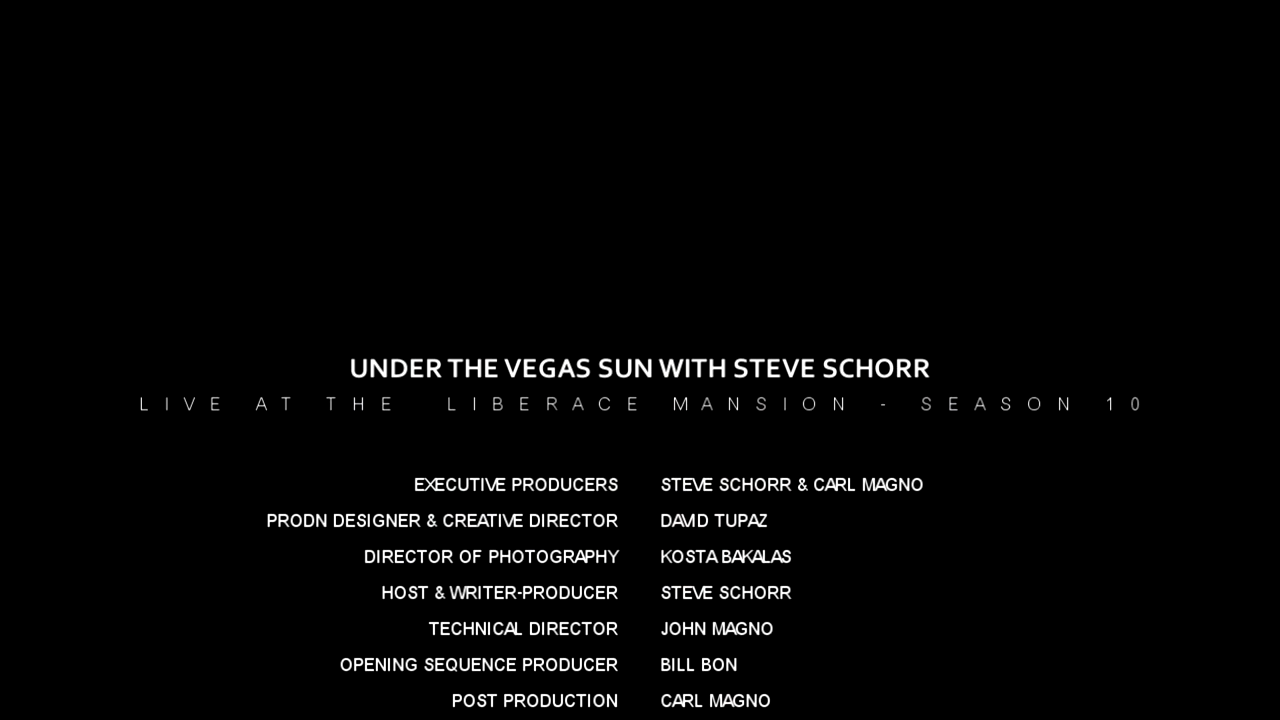 UNDER THE VEGAS SUN WITH STEVE SCHORR
LIVE AT THE LIBERACE MANSION - SEASON 10
EXECUTIVE PRODUCERS STEVE SCHORR & CARL MAGNO
PRODN DESIGNER & CREATIVE DIRECTOR DAVID TUPAZ
DIRECTOR OF PHOTOGRAPHY KOSTA BAKALAS
HOST & WRITER-PRODUCER STEVE SCHORR
TECHNICAL DIRECTOR JOHN MAGNO
OPENING SEQUENCE PRODUCER BILL BON
POST PRODUCTION CARL MAGNO